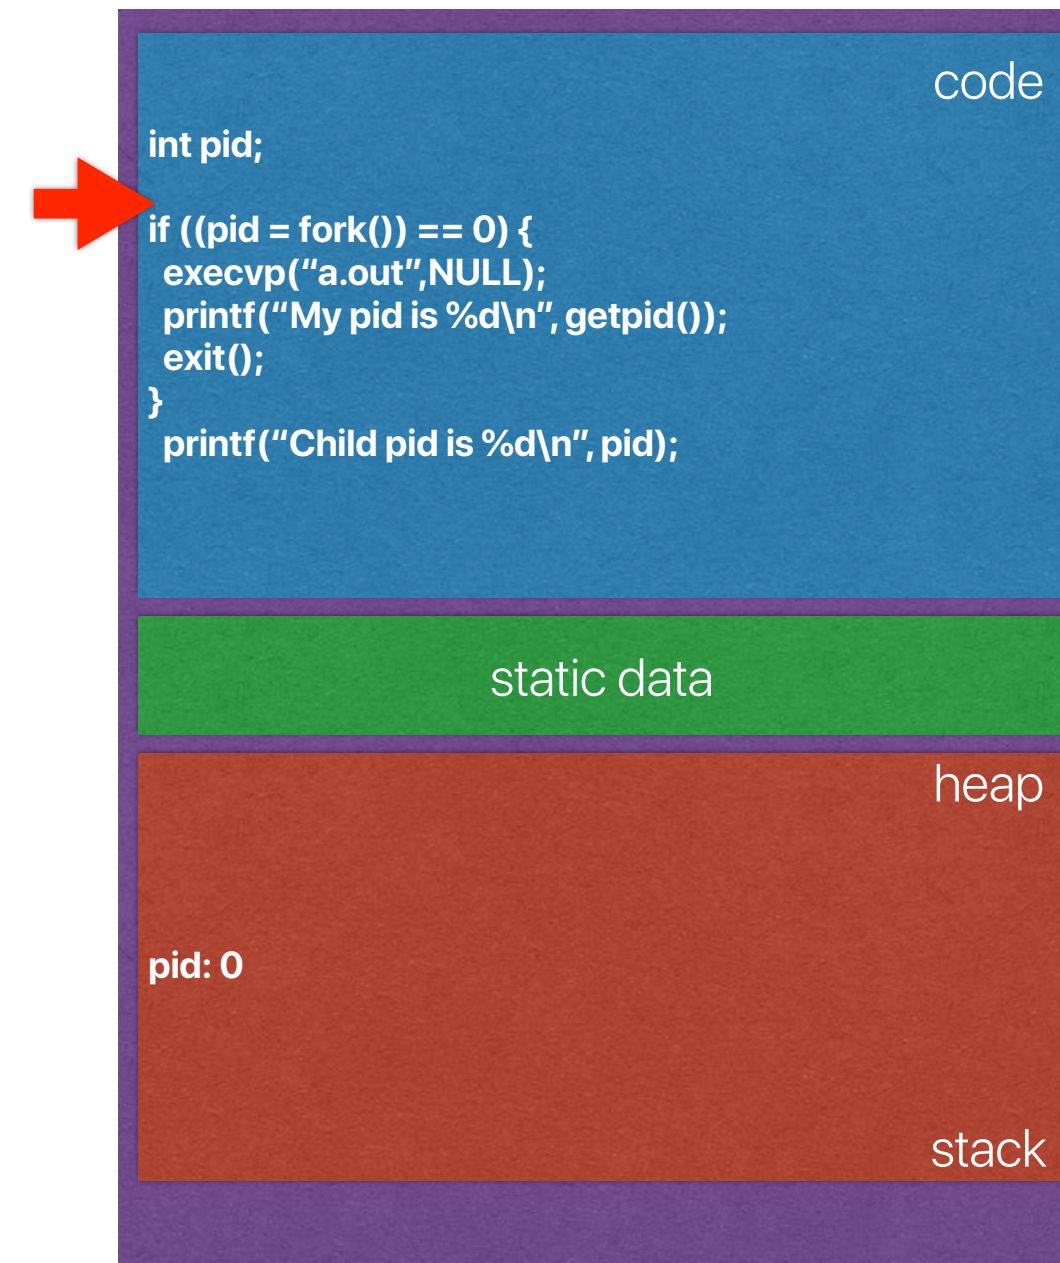 code
int pid;
if ((pid = fork()) == 0) {
execvp(“a.out”,NULL);
printf(“My pid is %d\n”, getpid());
exit();
}
printf(“Child pid is %d\n”, pid);
static data
heap
pid: 0
stack